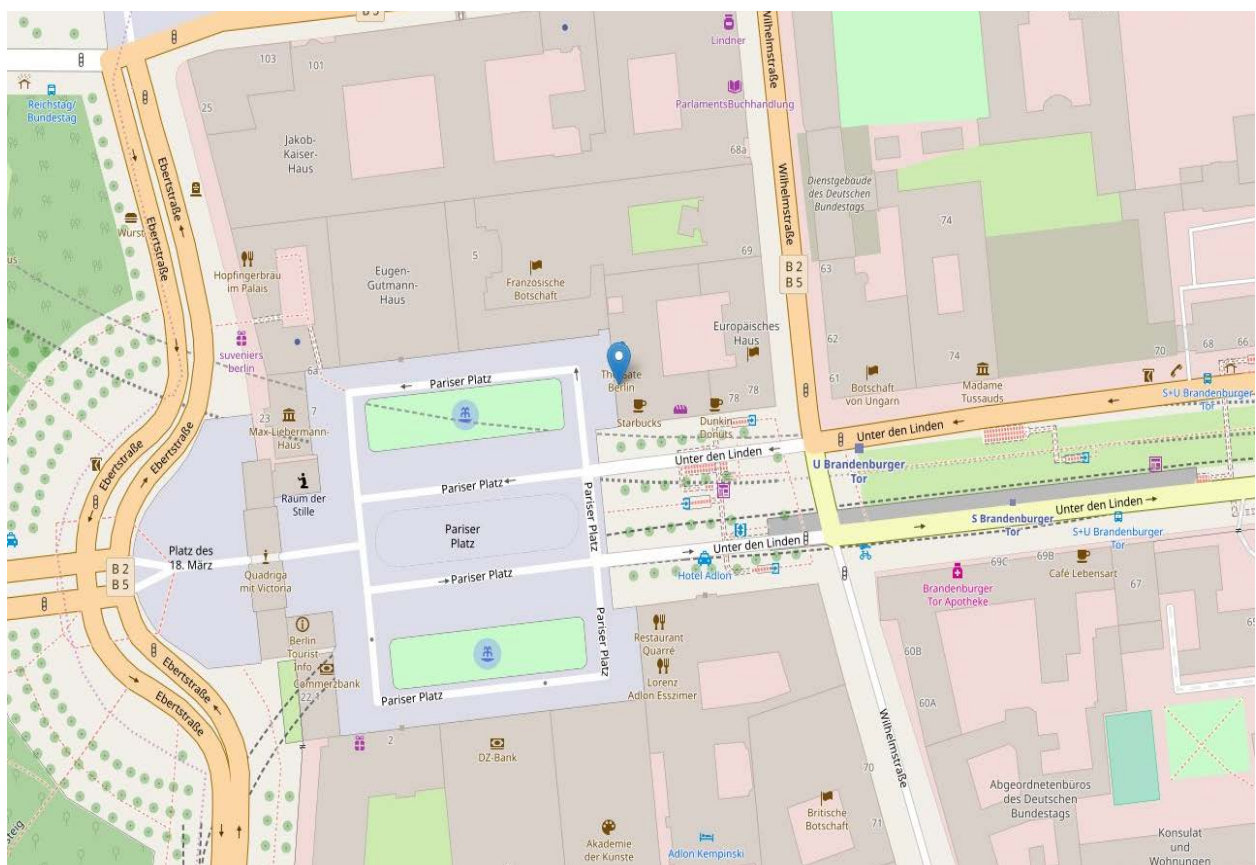 B 5
103
101
Lindner
Wilhelmstraße
Reichstag/
Bundestag
ParlamentsBuchhandlung
25
Jakob-
Kaiser-
Haus
68a
Ebertstraße
Ebertstraße
Wilhelmstraße
Dienstgebäude
des Deutschen
Bundestags
74
Wurst
5
69
Hopfingerbräu
im Palais
Eugen-
Gutmann-
Haus
Französische
Botschaft
B 2
B 5
63
Europäisches
Haus
62
68
66
suveniers
berlin
6a
The Gate
Berlin
74
70
Pariser Platz
78
78
61
Botschaft
von Ungarn
Madame
Tussauds
S+U Brandenburger
Tor
23
7
Max-Liebermann-
Haus
Starbucks
Dunkin'
Donuts
Unter den Linden
Ebertstraße
Ebertstraße
Unter den Linden
U Brandenburger
Tor
Raum der
Stille
Pariser Platz
Pariser Platz
Pariser
Platz
Unter den Linden
S Brandenburger
Tor
S+U Brandenburger
Tor
Platz des
18. März
Unter den Linden
B 2
B 5
Quadriga
mit Victoria
Pariser Platz
Hotel Adlon
69C
69B
Café Lebensart
Brandenburger
Tor Apotheke
67
Berlin
Tourist
Info
Commerzbank
Pariser Platz
Restaurant
Quarré
Lorenz
Adlon Esszimer
60B
Ebertstraße
Ebertstraße
Pariser Platz
60A
Wilhelmstraße
2
DZ-Bank
70
Abgeordnetenbüros
des Deutschen
Bundestags
Britische
Botschaft
71
Akademie
der Künste
Adlon Kempinski
Konsulat
und
Wohnungen